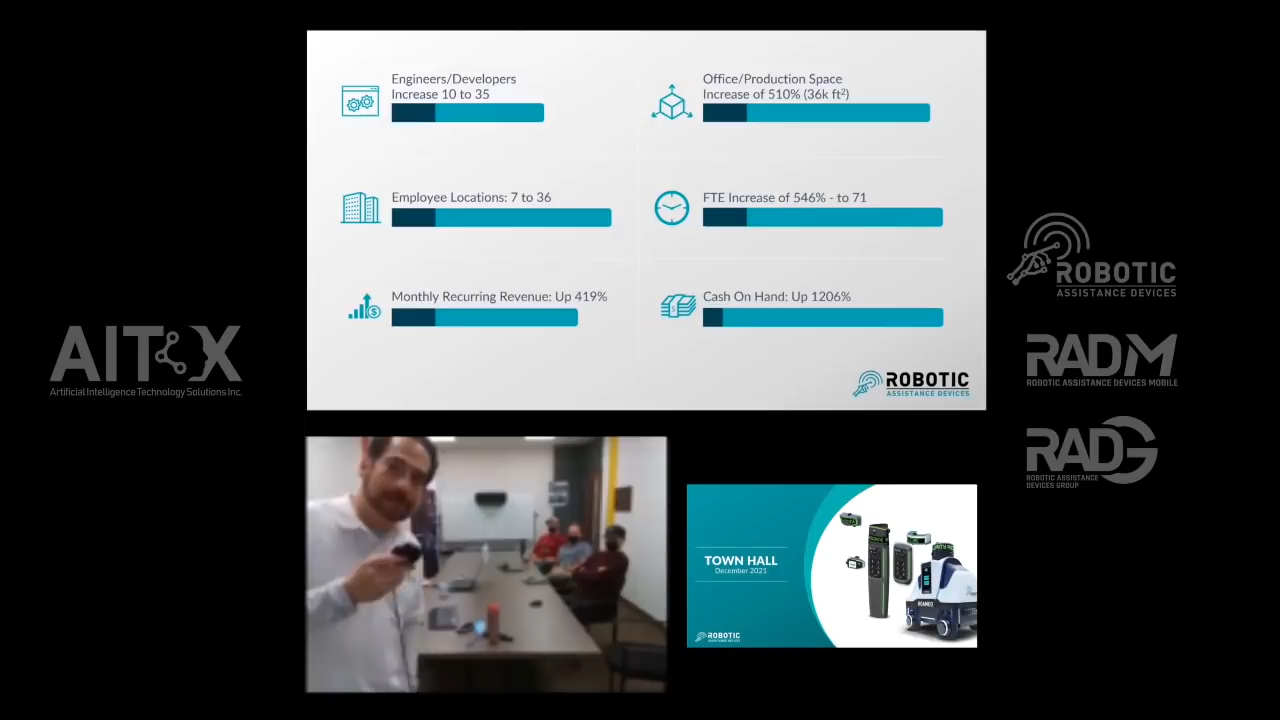 Engineers/Developers
Increase 10 to 35
Office/Production Space
Increase of 510% (36k ft²)
Employee Locations: 7 to 36
FTE Increase of 546% - to 71
Monthly Recurring Revenue: Up 419%
Cash On Hand: Up 1206%
ROBOTIC
ASSISTANCE DEVICES
AITX
Artificial Intelligence Technology Solutions Inc.
ROBOTIC
ASSISTANCE DEVICES
RADM
ROBOTIC ASSISTANCE DEVICES MOBILE
RADG
ROBOTIC ASSISTANCE
DEVICES GROUP
TOWN HALL
December 2021
ROBOTIC
ASSISTANCE DEVICES